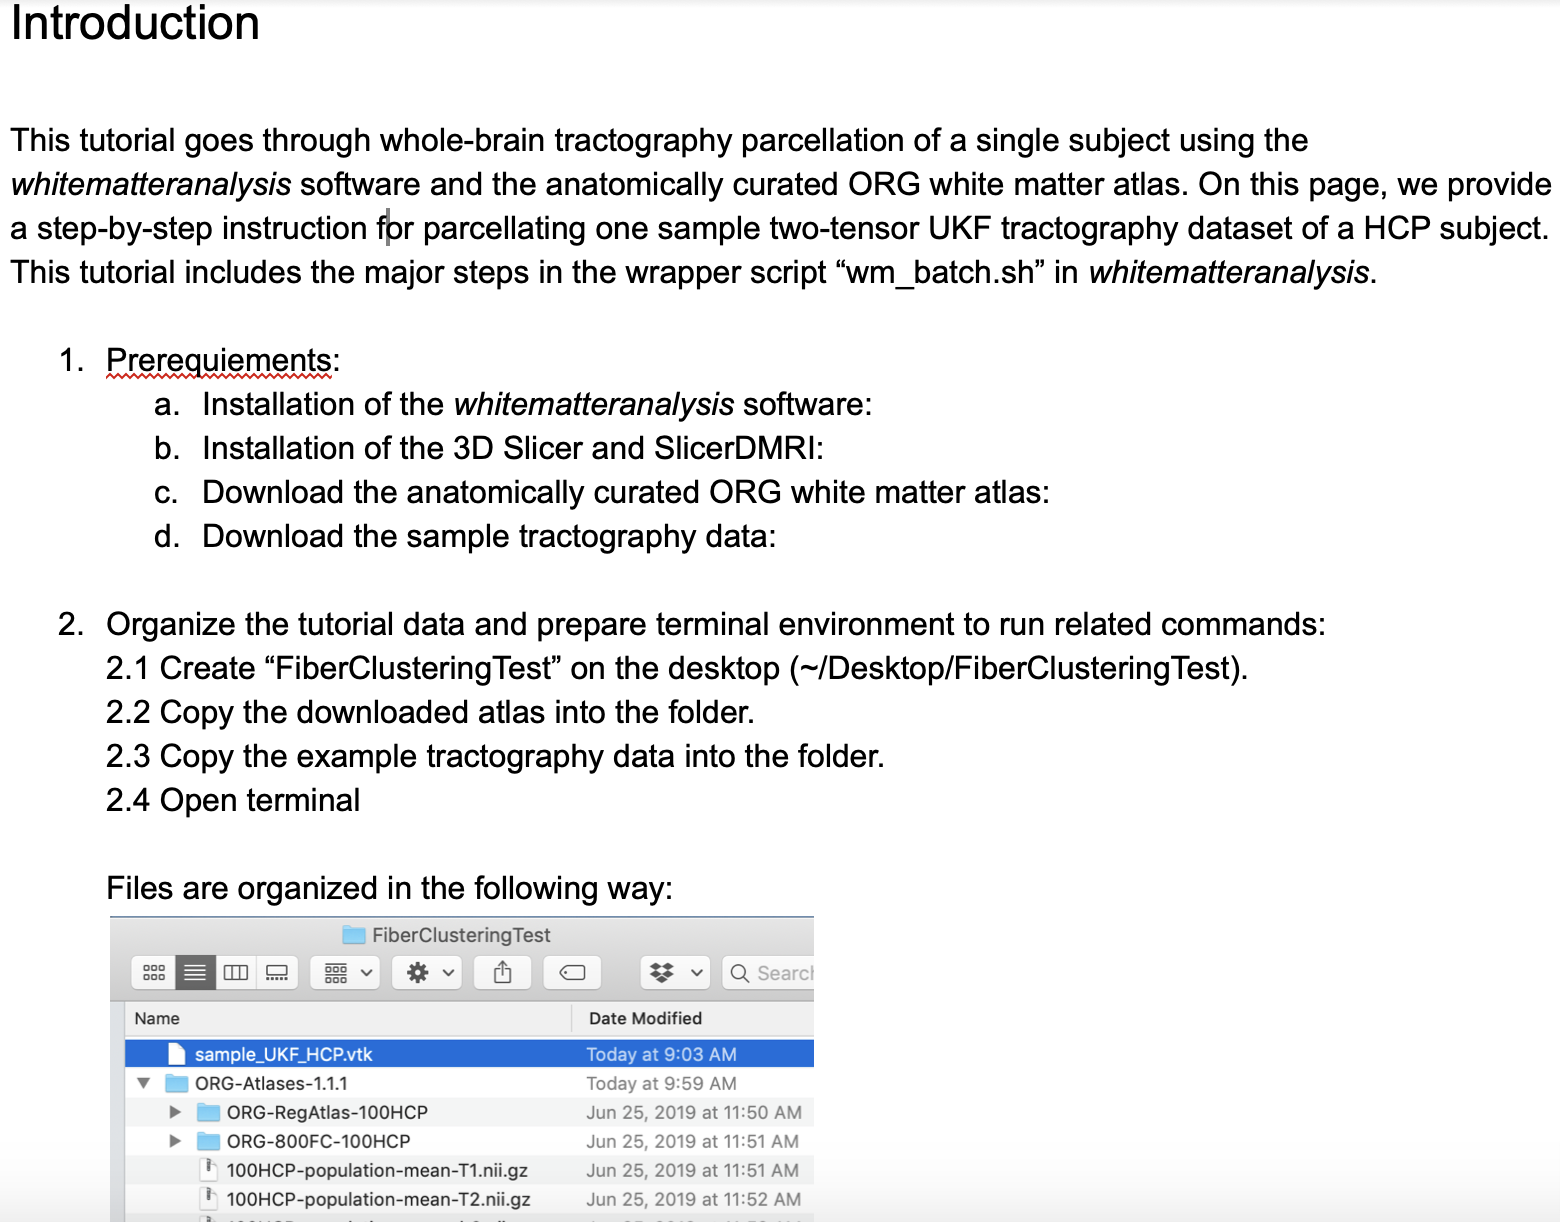 Introduction
This tutorial goes through whole-brain tractography parcellation of a single subject using the
whitematteranalysis software and the anatomically curated ORG white matter atlas. On this page, we provide
a step-by-step instruction for parcellating one sample two-tensor UKF tractography dataset of a HCP subject.
This tutorial includes the major steps in the wrapper script “wm_batch.sh” in whitematteranalysis.
1. Prerequiements:
a. Installation of the whitematteranalysis software:
b. Installation of the 3D Slicer and SlicerDMRI:
c. Download the anatomically curated ORG white matter atlas:
d. Download the sample tractography data:
2. Organize the tutorial data and prepare terminal environment to run related commands:
2.1 Create “FiberClusteringTest” on the desktop (~/Desktop/FiberClusteringTest).
2.2 Copy the downloaded atlas into the folder.
2.3 Copy the example tractography data into the folder.
2.4 Open terminal
Files are organized in the following way:
FiberClusteringTest
Search
Name Date Modified
sample_UKF_HCP.vtk Today at 9:03 AM
ORG-Atlases-1.1.1 Today at 9:59 AM
ORG-RegAtlas-100HCP Jun 25, 2019 at 11:50 AM
ORG-800FC-100HCP Jun 25, 2019 at 11:51 AM
100HCP-population-mean-T1.nii.gz Jun 25, 2019 at 11:51 AM
100HCP-population-mean-T2.nii.gz Jun 25, 2019 at 11:52 AM